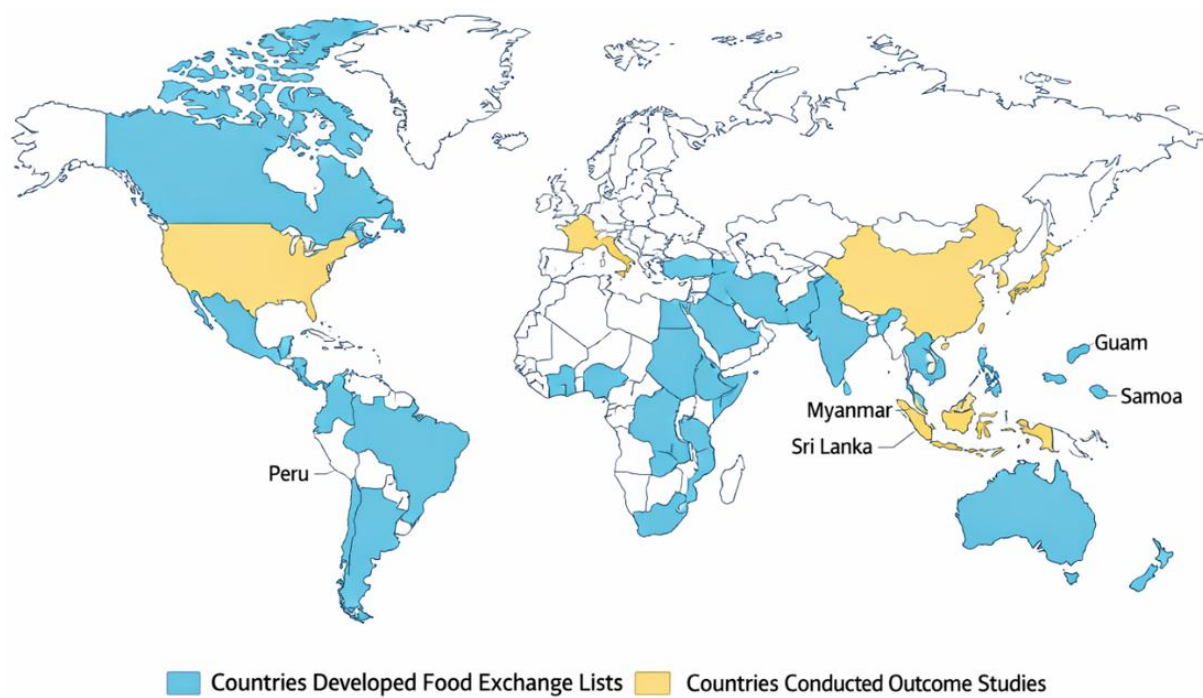 Guam
Samoa
Myanmar
Sri Lanka
Peru
Countries Developed Food Exchange Lists
Countries Conducted Outcome Studies